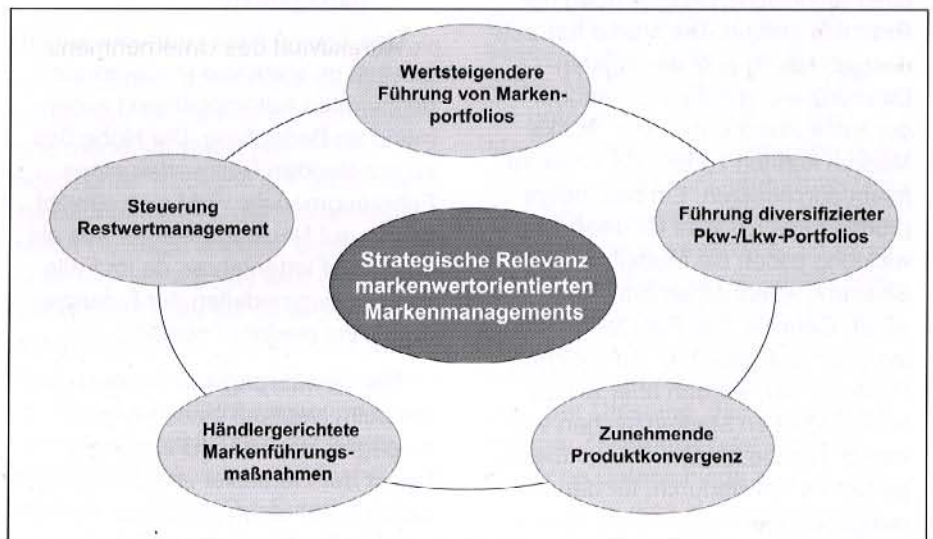 Wertsteigendere
Führung von Marken-
portfolios
Steuerung
Restwertmanagement
Führung diversifizierter
Pkw-/Lkw-Portfolios
Strategische Relevanz
markenwertorientierten
Markenmanagements
Händlergerichtete
Markenführungs-
maßnahmen
Zunehmende
Produktkonvergenz